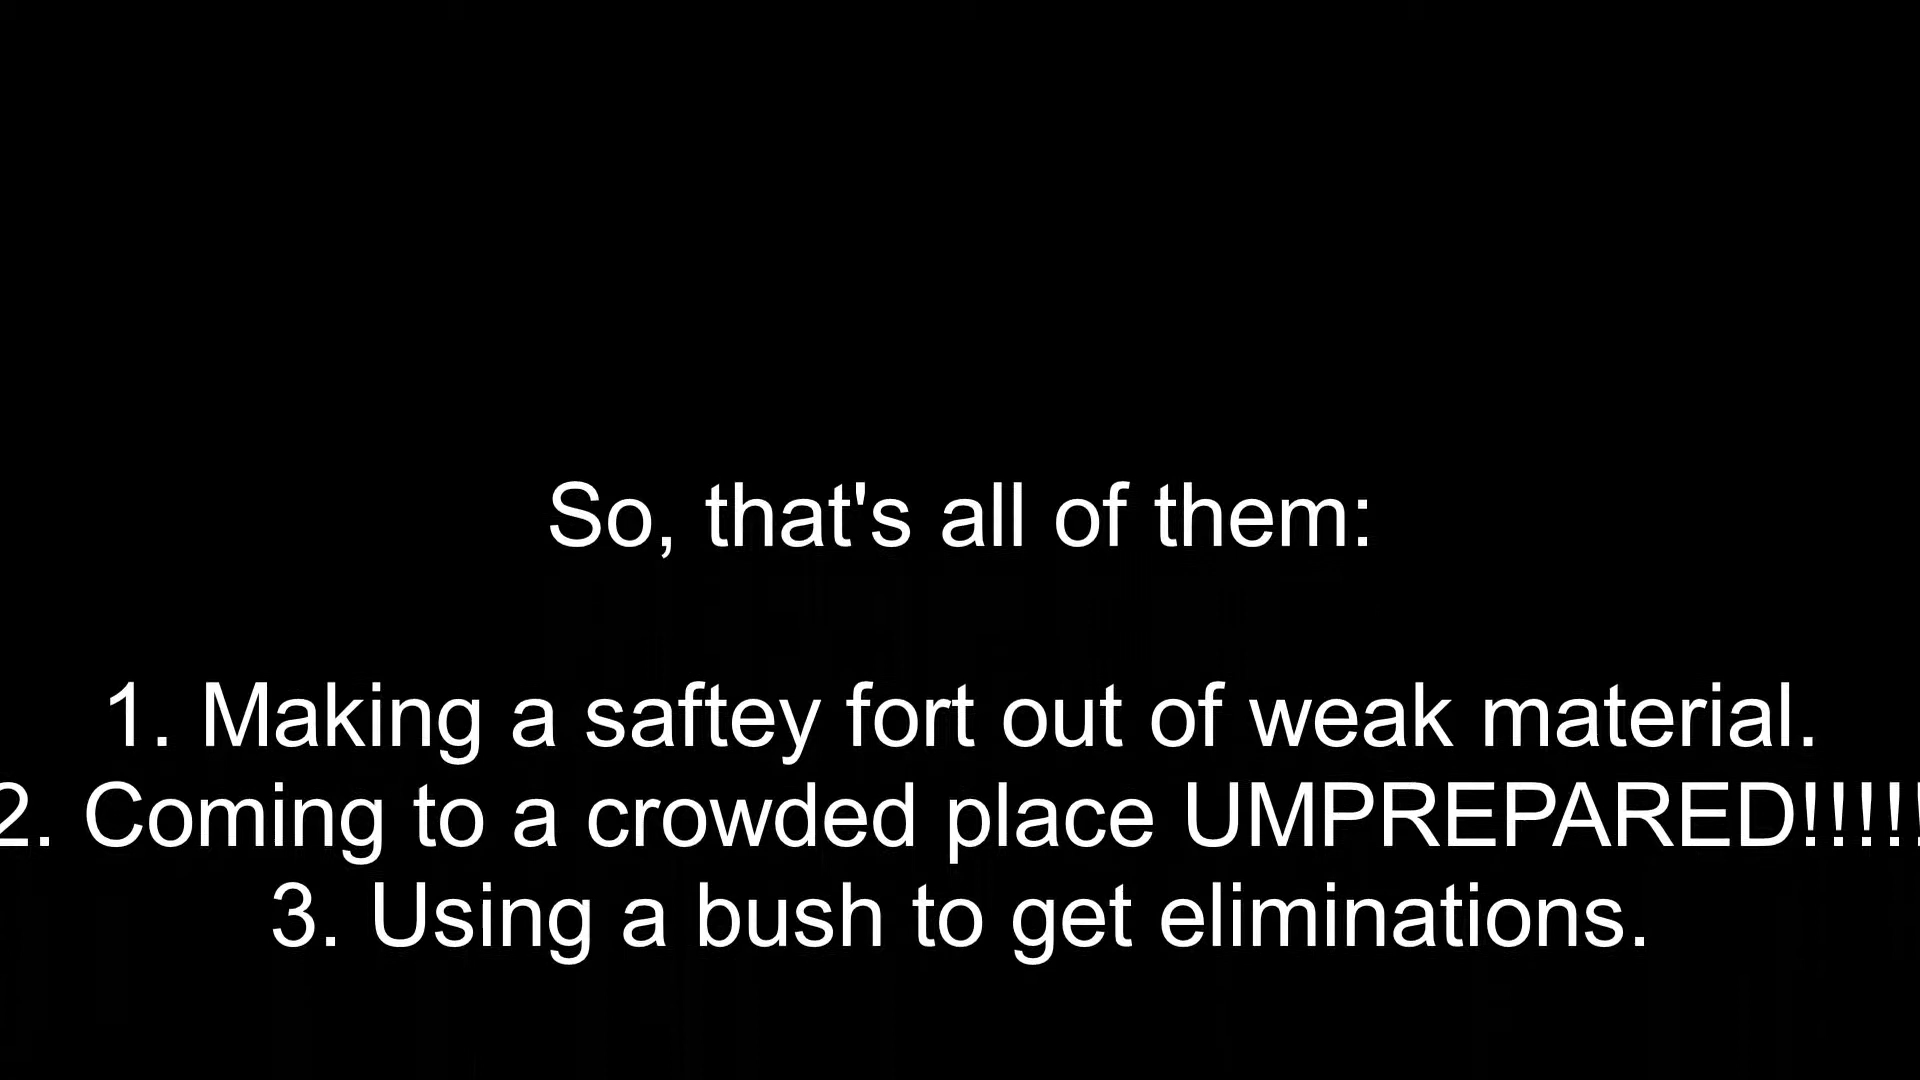 So, that's all of them:
1. Making a saftey fort out of weak material.
2. Coming to a crowded place UMPREPARED!!!!!
3. Using a bush to get eliminations.